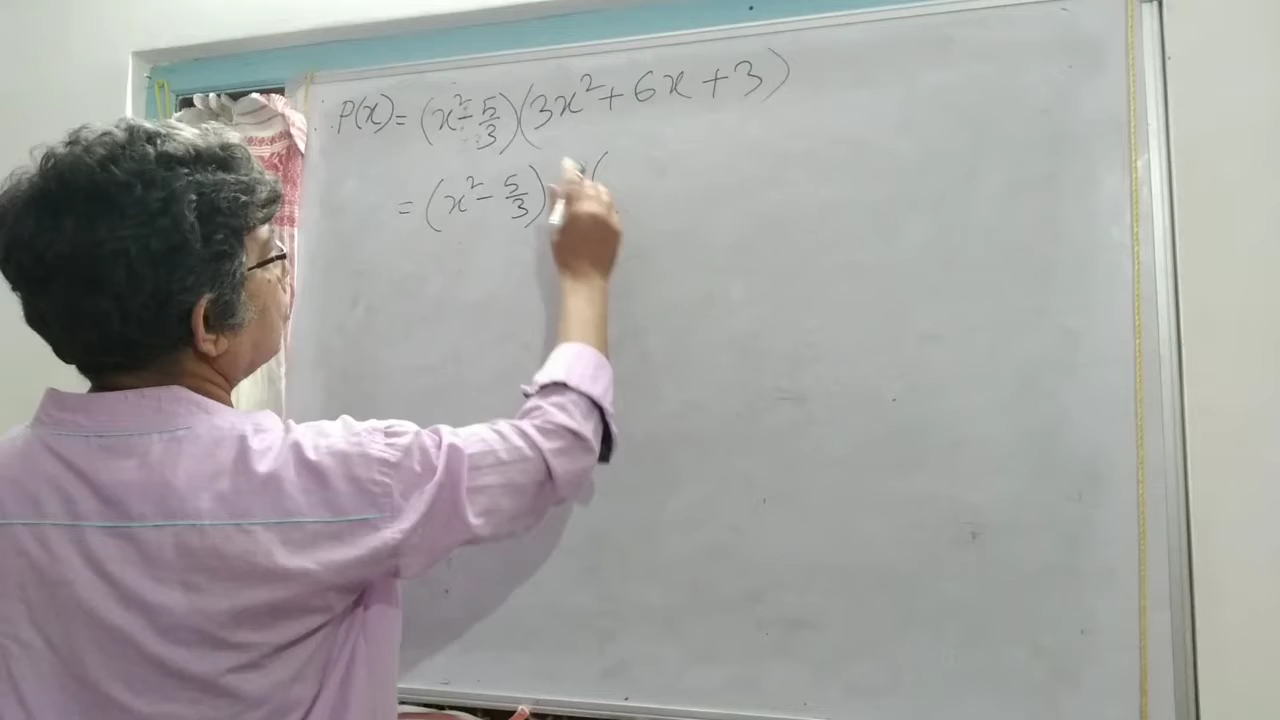 ∴ P(x) = (x² - 5/3)(3x² + 6x + 3)
= (x² - 5/3) (